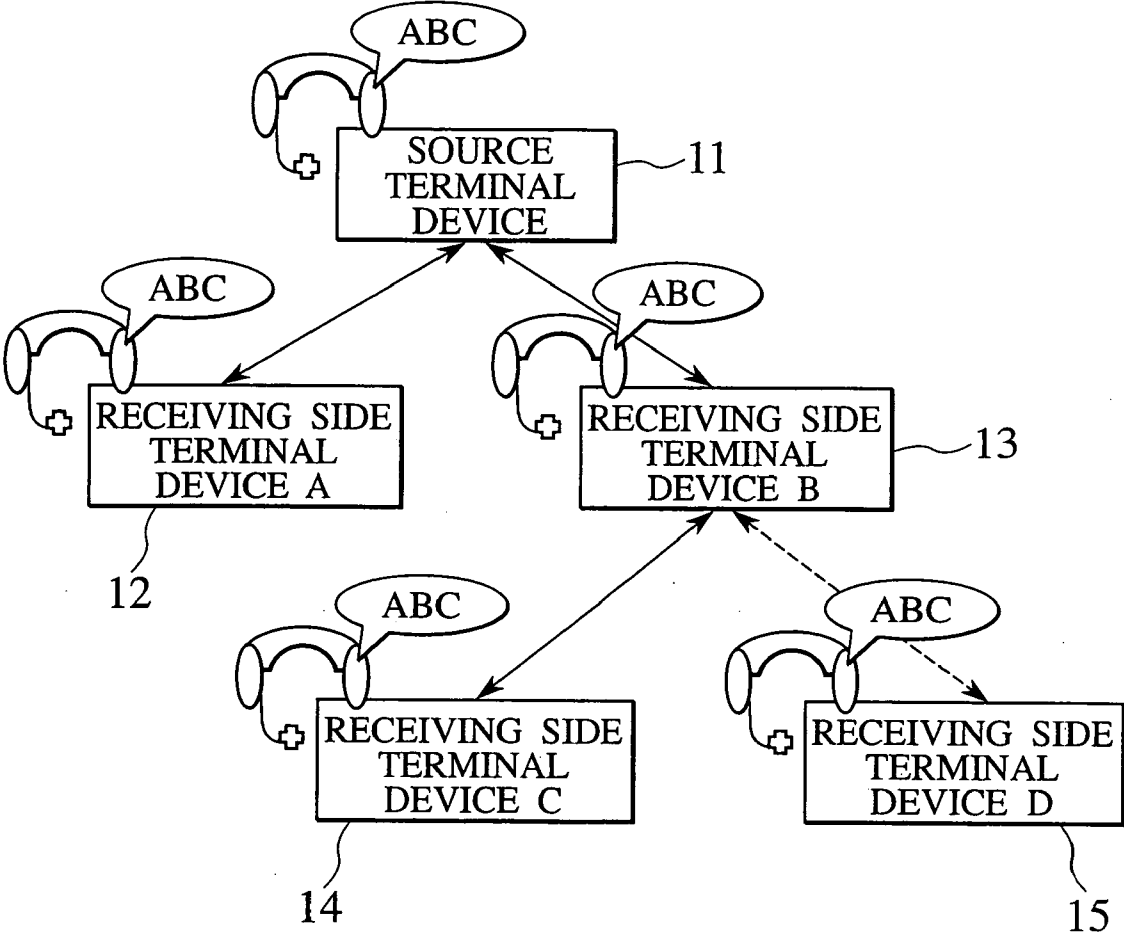 ABC
SOURCE
TERMINAL
DEVICE
11
ABC
RECEIVING SIDE
TERMINAL
DEVICE A
12
ABC
RECEIVING SIDE
TERMINAL
DEVICE B
13
ABC
RECEIVING SIDE
TERMINAL
DEVICE C
14
ABC
RECEIVING SIDE
TERMINAL
DEVICE D
15